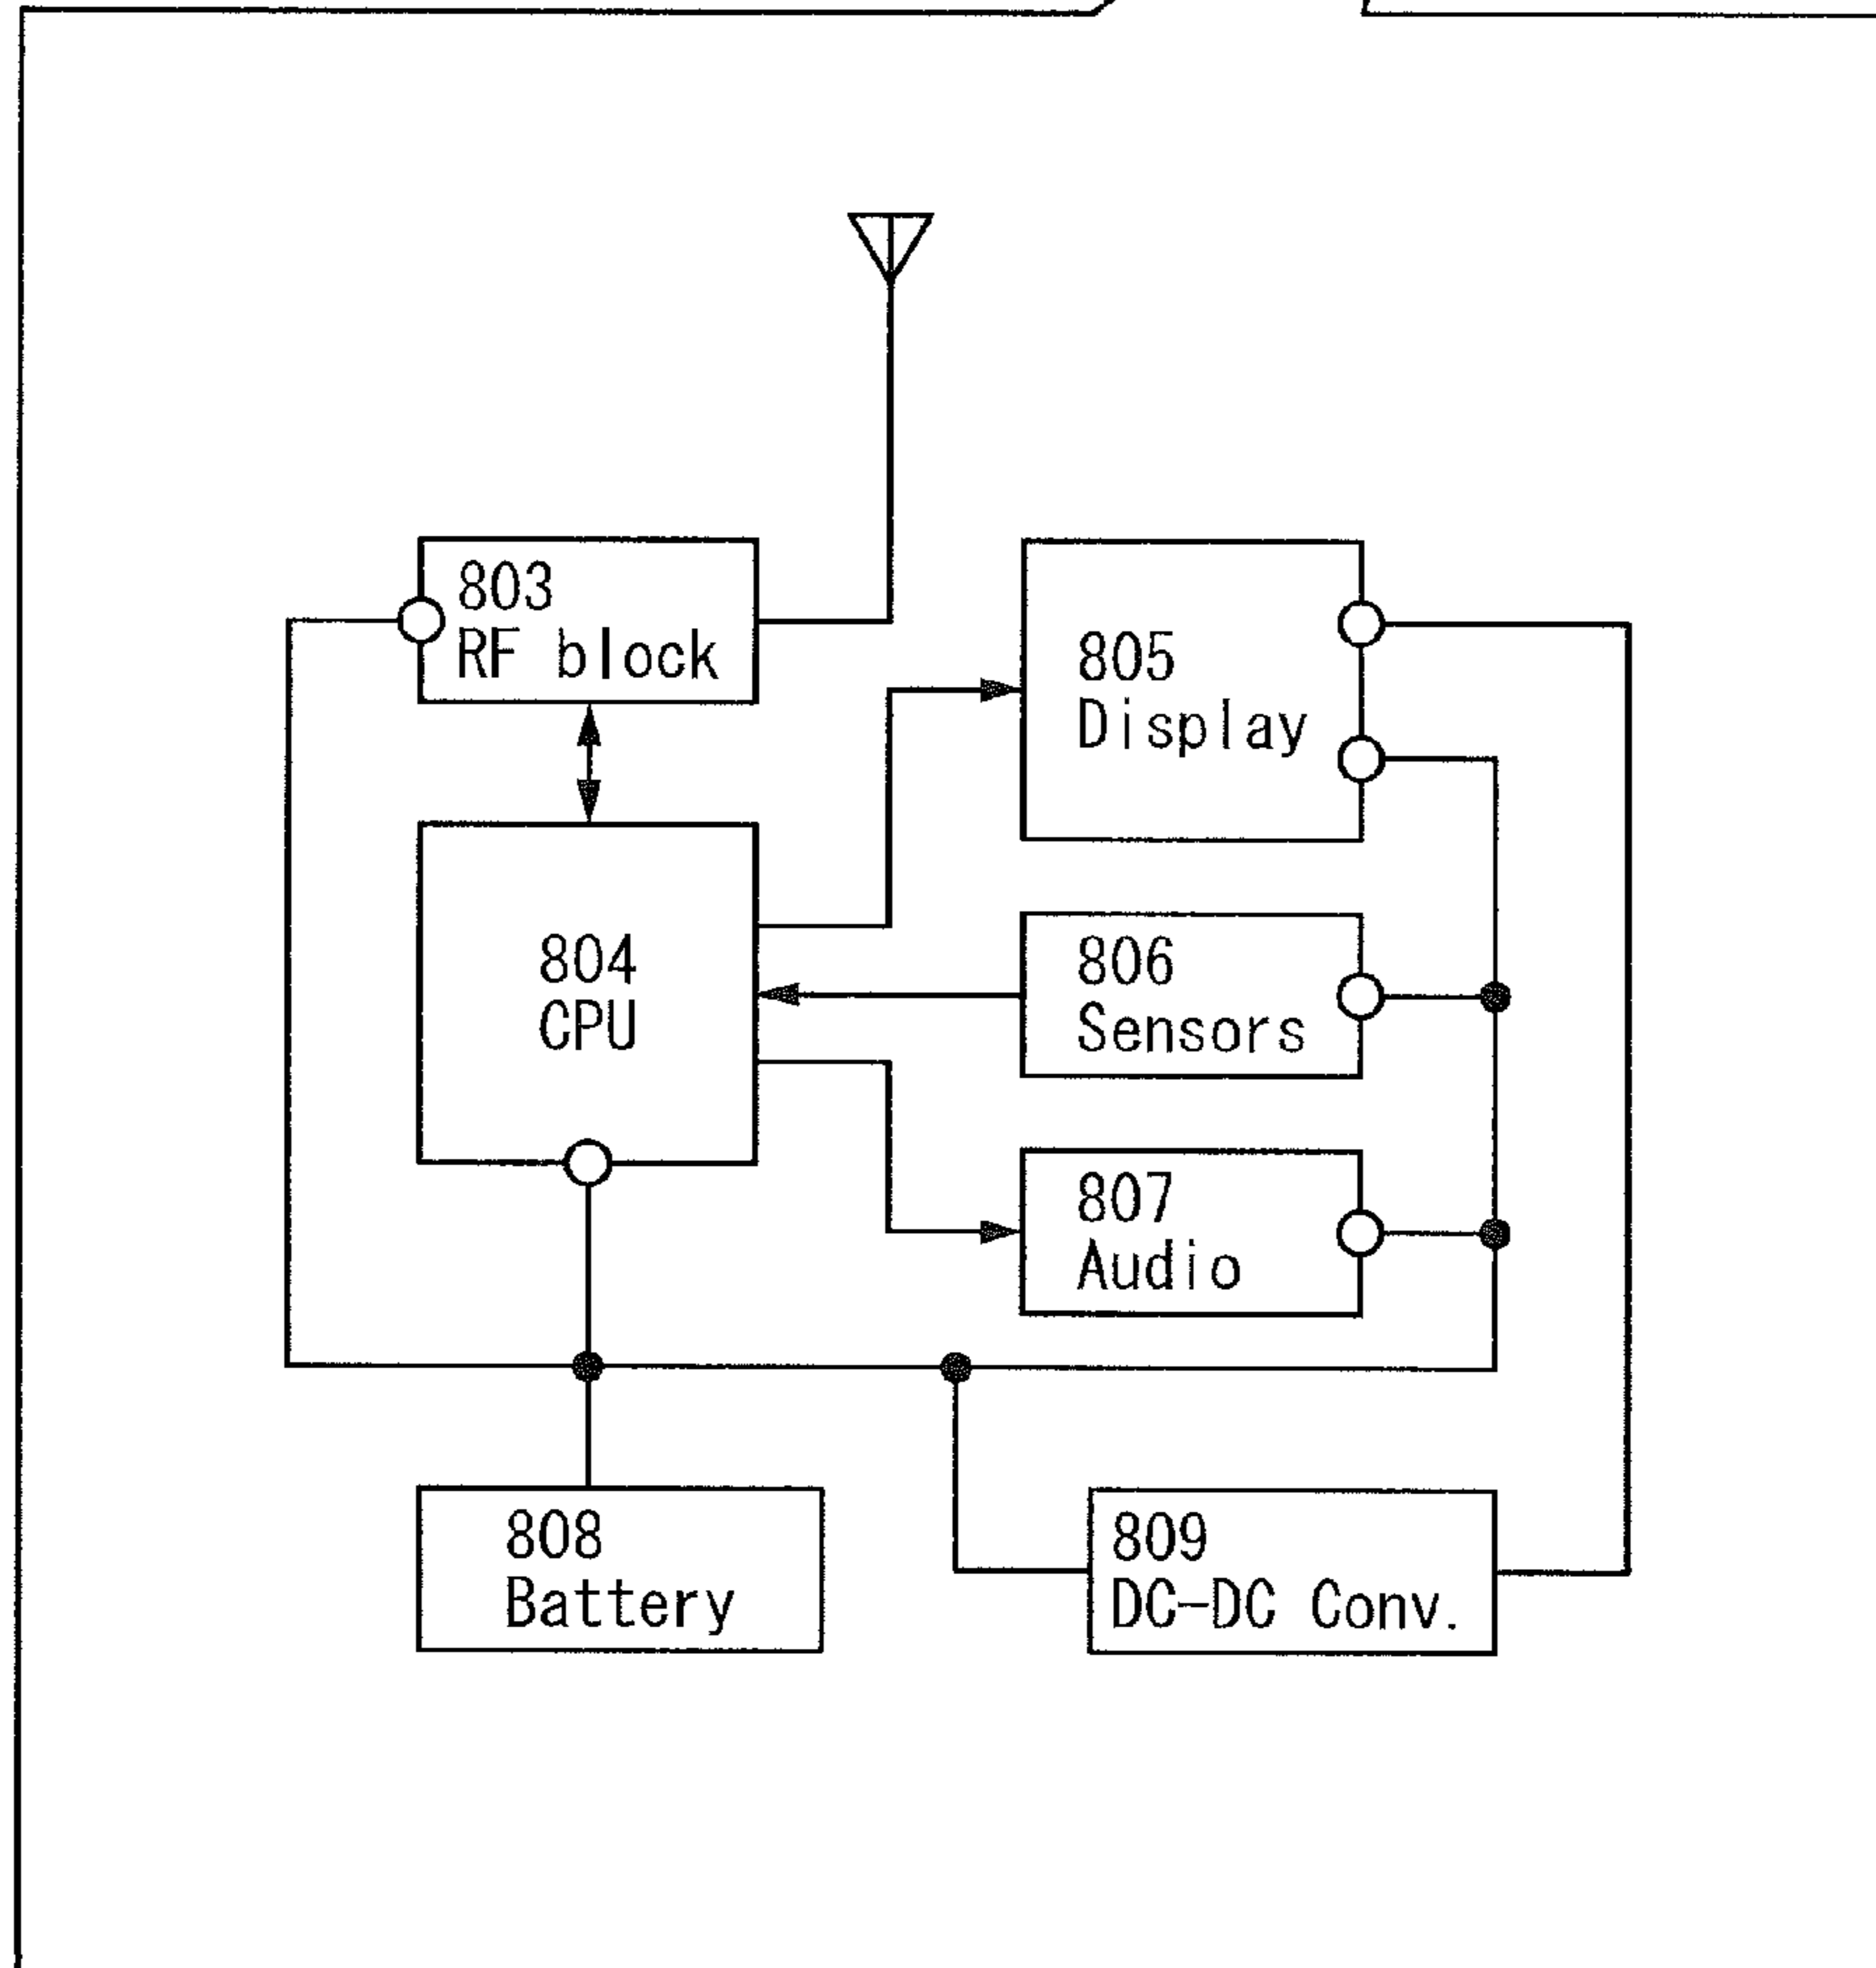 803
RF block
805
Display
804
CPU
806
Sensors
807
Audio
808
Battery
809
DC-DC Conv.